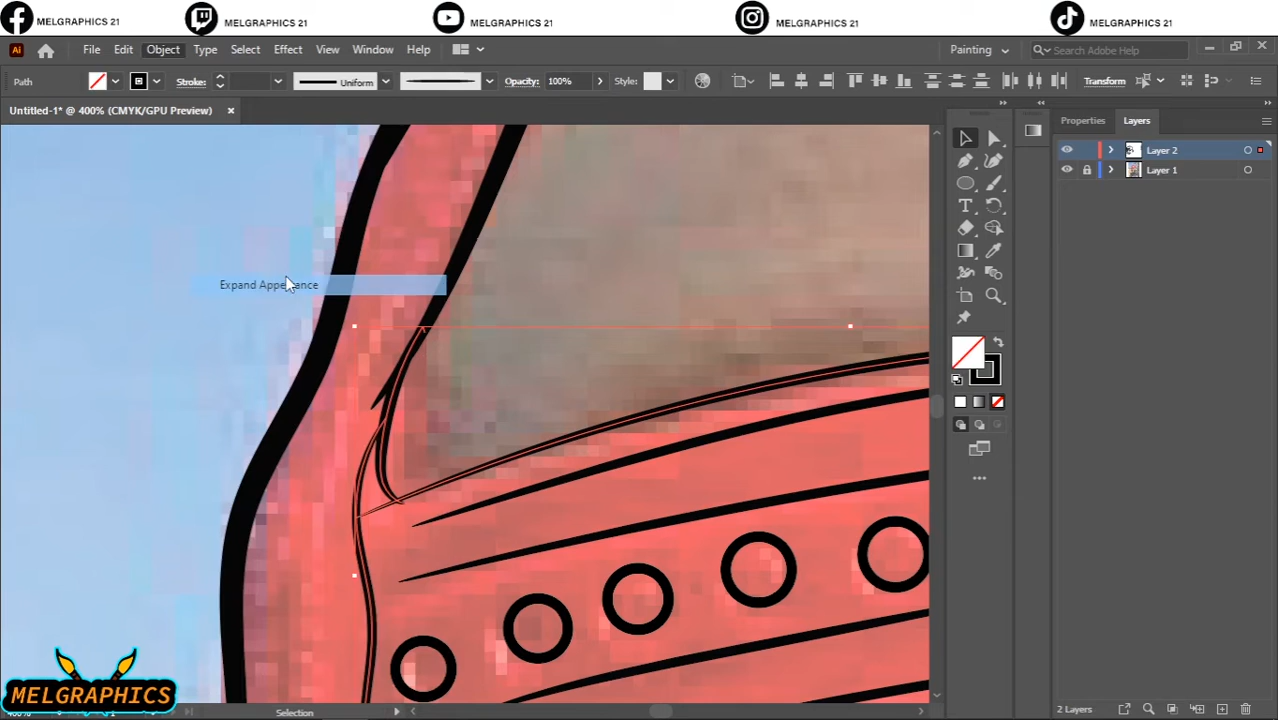 MELGRAPHICS 21 MELGRAPHICS 21 MELGRAPHICS 21 MELGRAPHICS 21 MELGRAPHICS 21
Ai File Edit Object Type Select Effect View Window Help Painting Search Adobe Help
Path Stroke: Uniform Opacity: 100% Style: Transform
Untitled-1* @ 400% (CMYK/GPU Preview)
Properties Layers
Layer 2
Layer 1
Expand Appearance
MELGRAPHICS
Selection 2 Layers